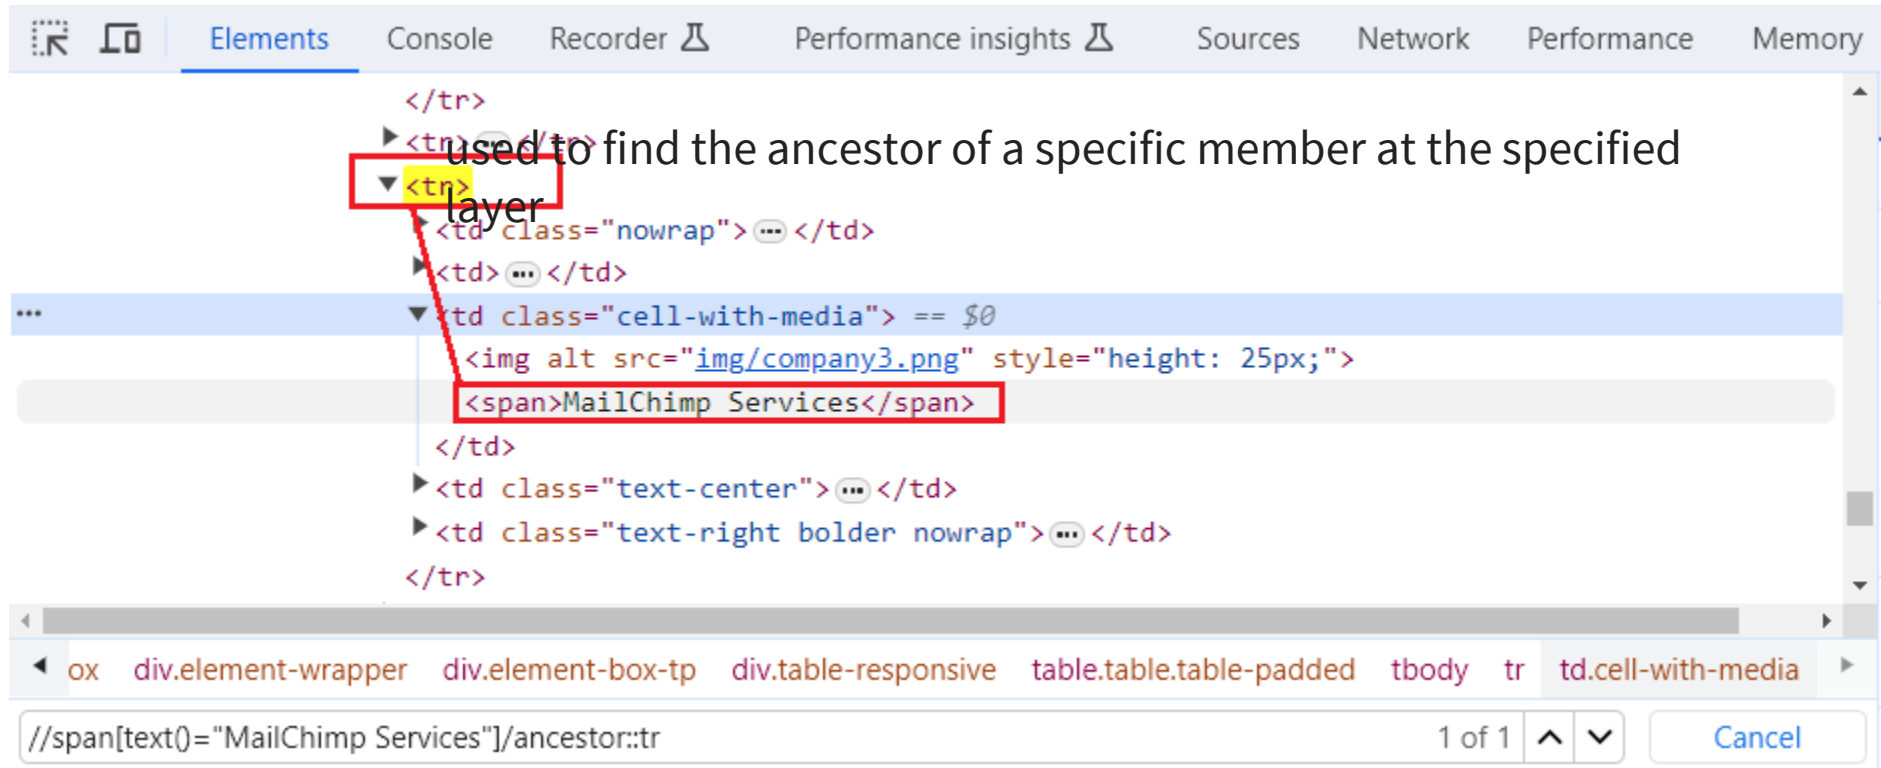 Elements Console Recorder Performance insights Sources Network Performance Memory
</tr>
<tr>…</tr>
used to find the ancestor of a specific member at the specified
<tr>
layer
<td class="nowrap">…</td>
<td>…</td>
… <td class="cell-with-media"> == $0
<img alt src="img/company3.png" style="height: 25px;">
<span>MailChimp Services</span>
</td>
<td class="text-center">…</td>
<td class="text-right bolder nowrap">…</td>
</tr>
ox div.element-wrapper div.element-box-tp div.table-responsive table.table.table-padded tbody tr td.cell-with-media
//span[text()="MailChimp Services"]/ancestor::tr 1 of 1 Cancel